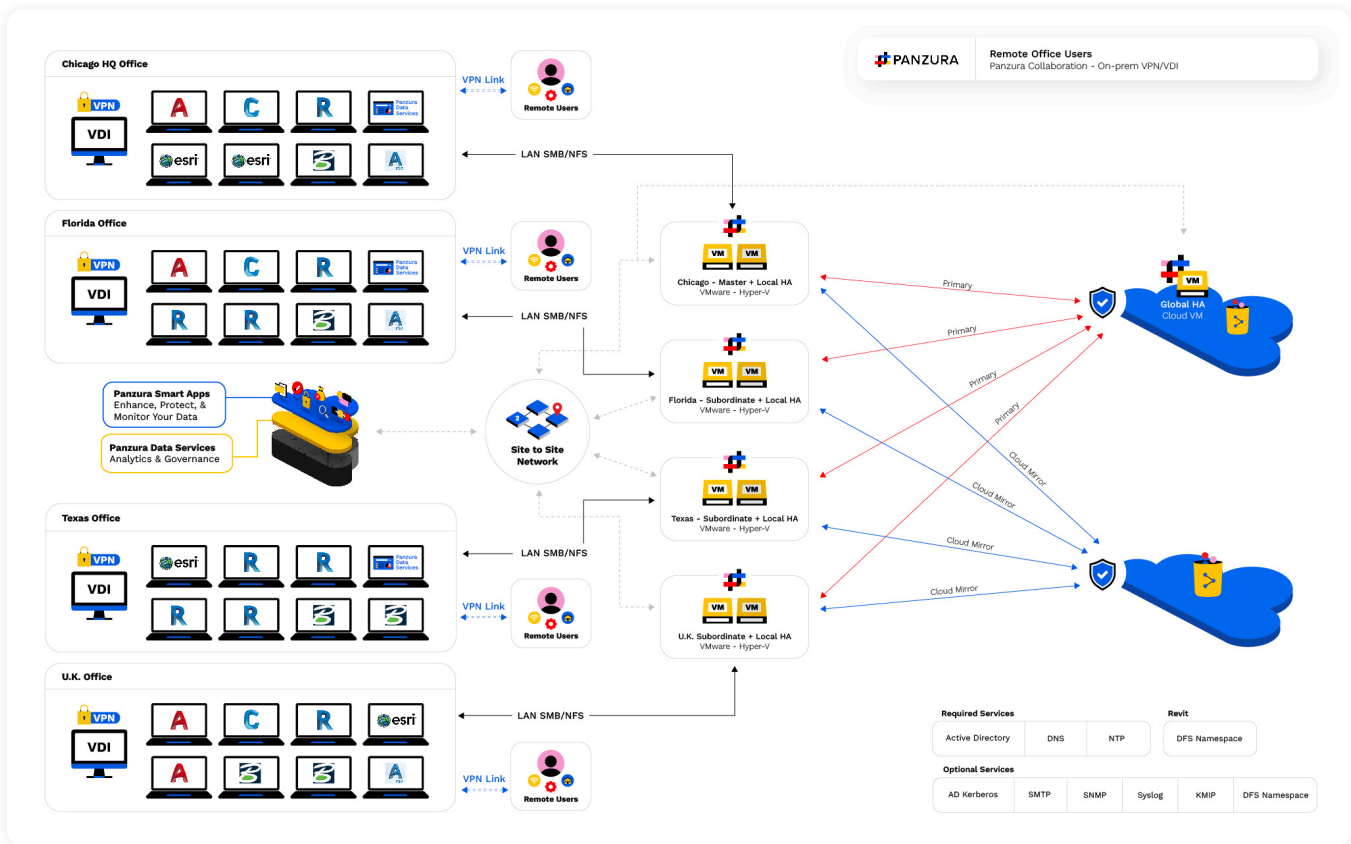 PANZURA
Remote Office Users
Panzura Collaboration - On-prem VPN/VDI
Chicago HQ Office
VPN
VDI
A
C
R
Panzura
Data
Services
esri
esri
A
VPN Link
Remote Users
LAN SMB/NFS
Florida Office
VPN
VDI
A
C
R
Panzura
Data
Services
R
R
A
VPN Link
Remote Users
LAN SMB/NFS
Panzura Smart Apps
Enhance, Protect, &
Monitor Your Data
Panzura Data Services
Analytics & Governance
Site to Site
Network
Texas Office
VPN
VDI
esri
R
R
Panzura
Data
Services
R
R
LAN SMB/NFS
VPN Link
Remote Users
U.K. Office
VPN
VDI
A
C
R
esri
A
A
LAN SMB/NFS
VPN Link
Remote Users
VM
VM
Chicago - Master + Local HA
VMware - Hyper-V
VM
VM
Florida - Subordinate + Local HA
VMware - Hyper-V
VM
VM
Texas - Subordinate + Local HA
VMware - Hyper-V
VM
VM
U.K. Subordinate + Local HA
VMware - Hyper-V
Primary
Primary
Primary
Primary
Cloud Mirror
Cloud Mirror
Cloud Mirror
Cloud Mirror
VM
Global HA
Cloud VM
Required Services
Active Directory
DNS
NTP
Revit
DFS Namespace
Optional Services
AD Kerberos
SMTP
SNMP
Syslog
KMIP
DFS Namespace